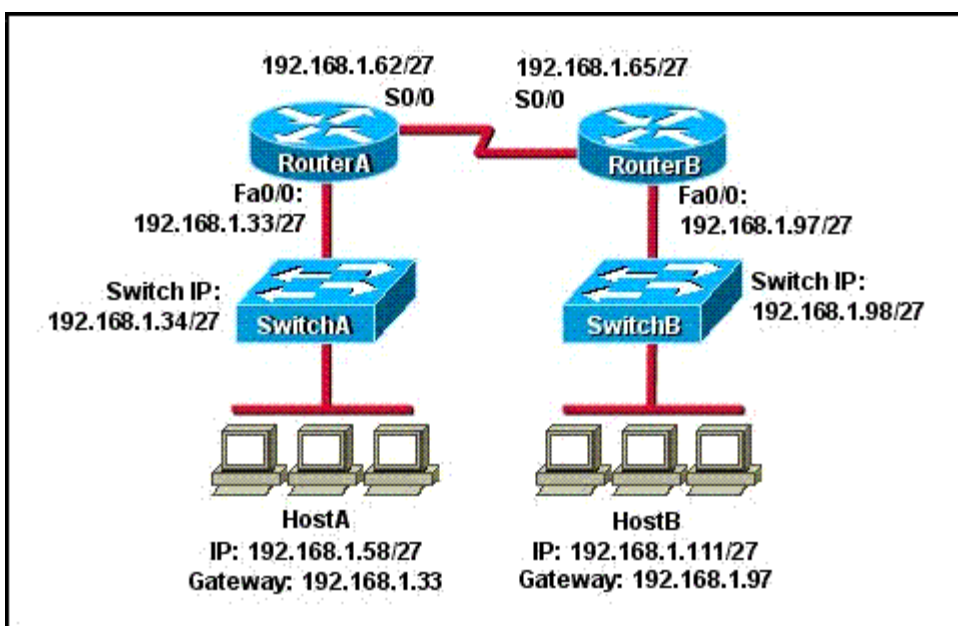 192.168.1.62/27
S0/0
192.168.1.65/27
S0/0
RouterA
RouterB
Fa0/0:
192.168.1.33/27
Fa0/0:
192.168.1.97/27
Switch IP:
192.168.1.34/27
SwitchA
SwitchB
Switch IP:
192.168.1.98/27
HostA
IP: 192.168.1.58/27
Gateway: 192.168.1.33
HostB
IP: 192.168.1.111/27
Gateway: 192.168.1.97